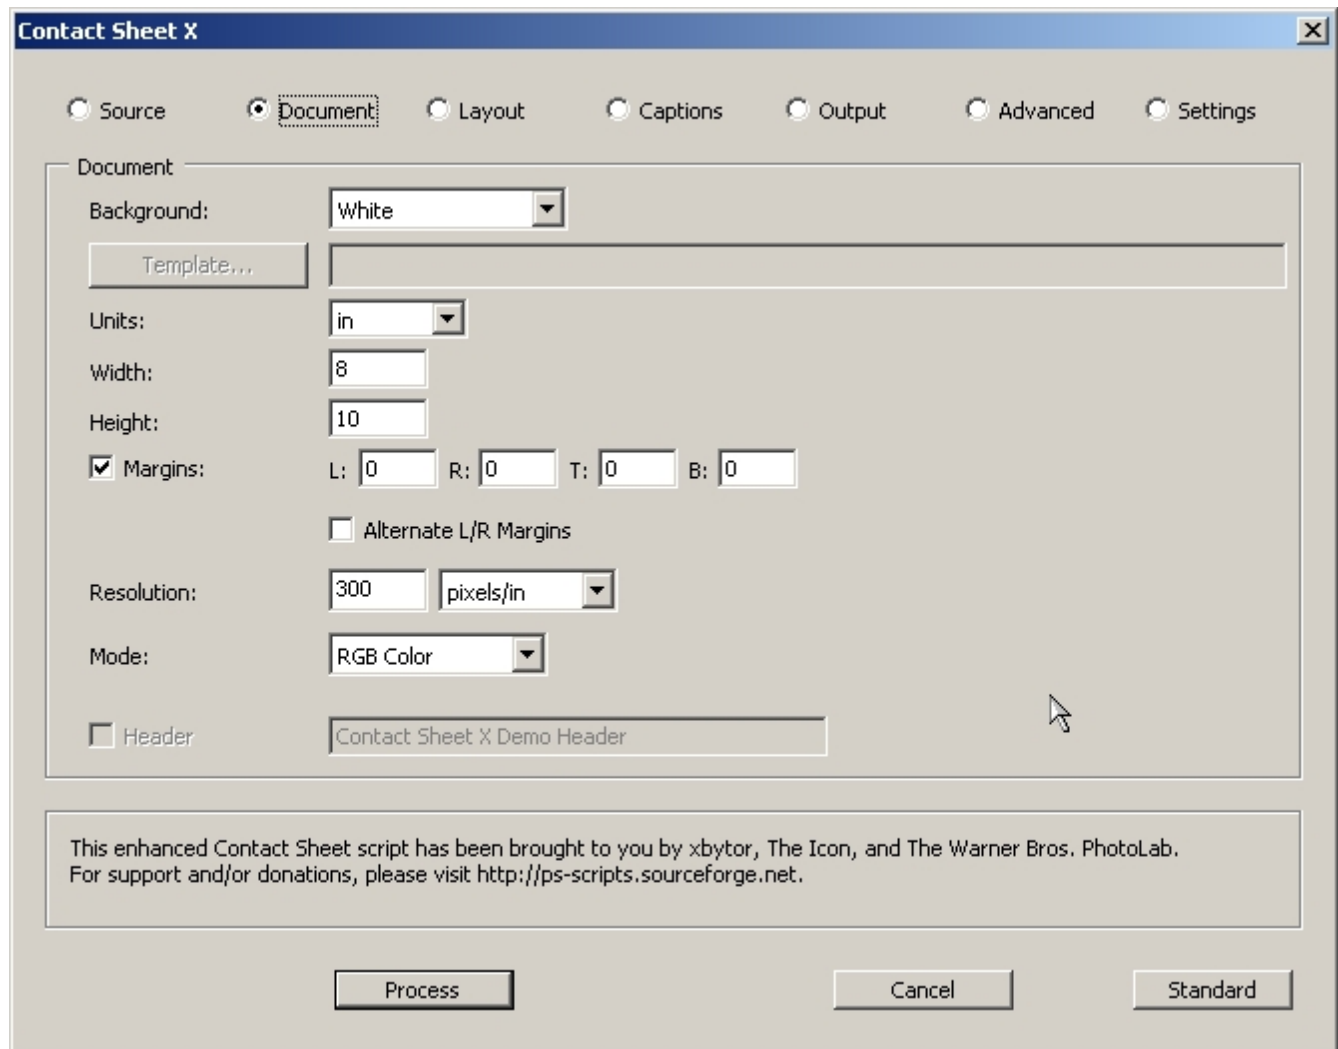 Contact Sheet X
Source Document Layout Captions Output Advanced Settings
Document
Background: White
Template...
Units: in
Width: 8
Height: 10
Margins: L: 0 R: 0 T: 0 B: 0
Alternate L/R Margins
Resolution: 300 pixels/in
Mode: RGB Color
Header Contact Sheet X Demo Header
This enhanced Contact Sheet script has been brought to you by xbytor, The Icon, and The Warner Bros. PhotoLab.
For support and/or donations, please visit http://ps-scripts.sourceforge.net.
Process Cancel Standard